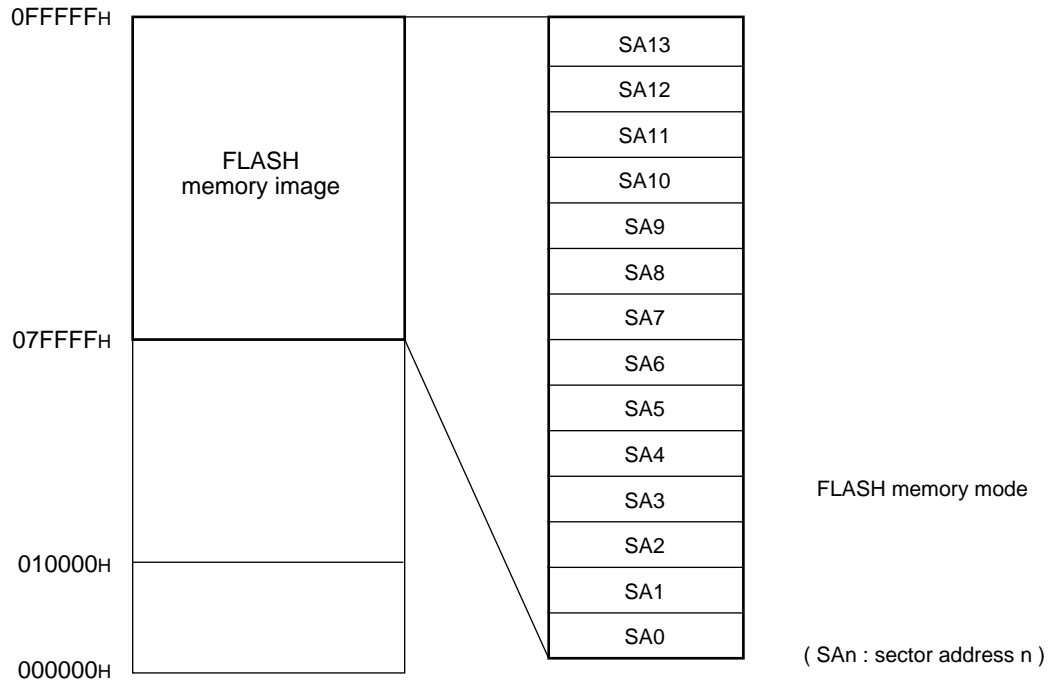 0FFFFFH
FLASH
memory image
07FFFFH
010000H
000000H
SA13
SA12
SA11
SA10
SA9
SA8
SA7
SA6
SA5
SA4
SA3
SA2
SA1
SA0
FLASH memory mode
( SAn : sector address n )